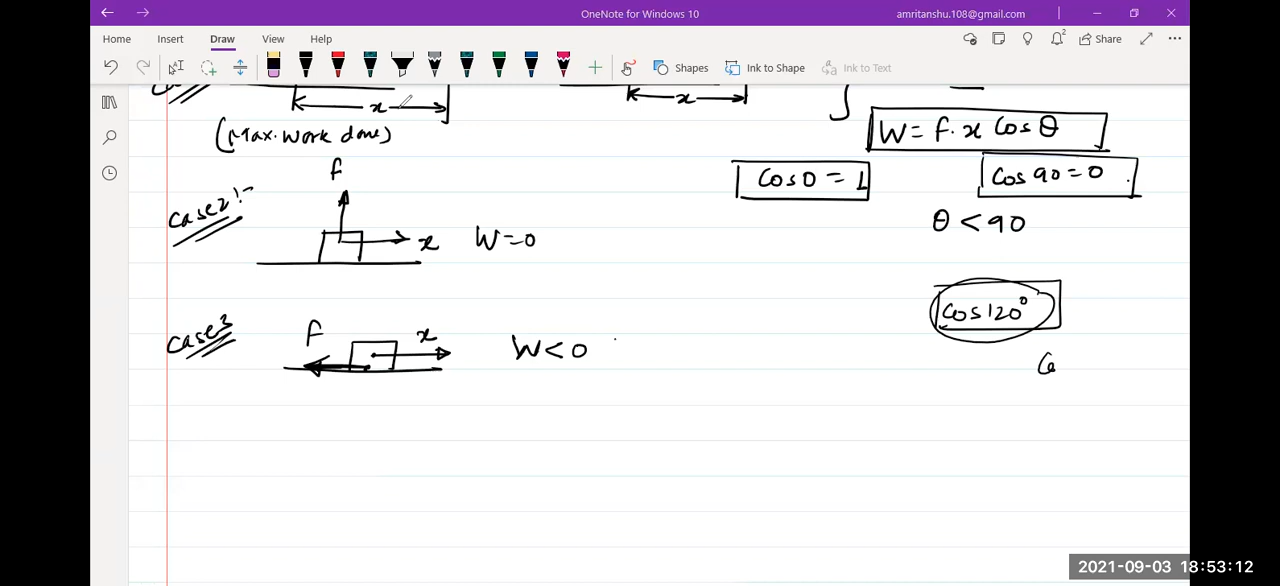 OneNote for Windows 10
amritanshu.108@gmail.com
Home Insert Draw View Help
Share
Shapes
Ink to Shape
Ink to Text
x
x
(Max. work done)
W = f. x Cos θ
Cos 0 = 1
Cos 90 = 0
θ < 90
Case 2 :-
f
x
W = 0
Cos 120°
Case 3
f
x
W < 0
2
2021-09-03 18:53:12